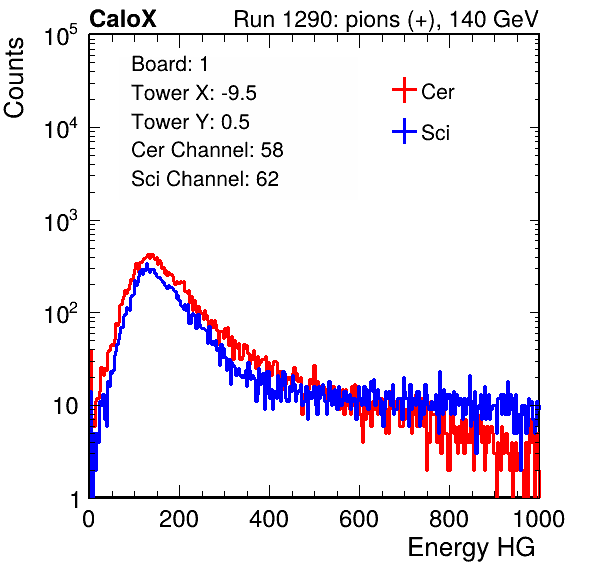 CaloX Run 1290: pions (+), 140 GeV
Counts
Board: 1
Tower X: -9.5
Tower Y: 0.5
Cer Channel: 58
Sci Channel: 62
Cer
Sci
10^5
10^4
10^3
10^2
10
1
0 200 400 600 800 1000
Energy HG